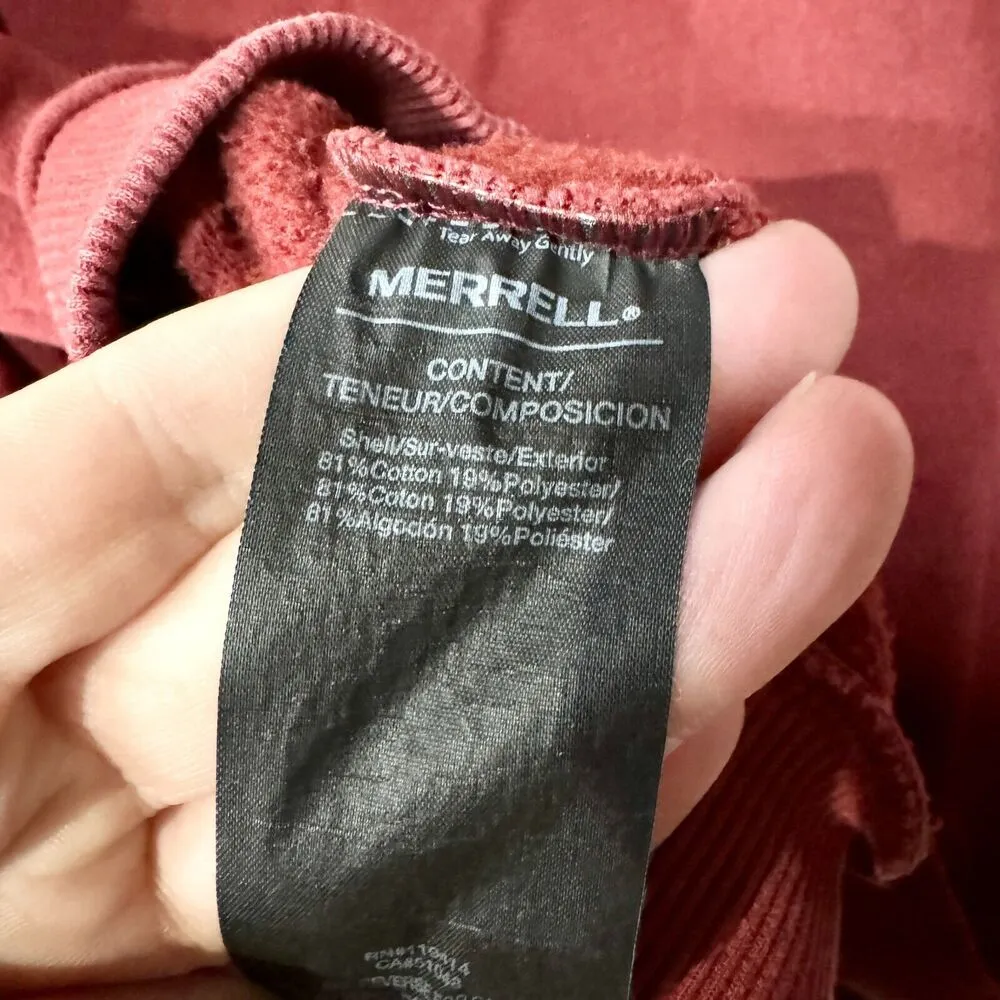 Tear Away Gently
MERRELL®
CONTENT/
TENEUR/COMPOSICION
Shell/Sur-veste/Exterior:
81%Cotton 19%Polyester/
81%Coton 19%Polyester/
81%Algodón 19%Poliéster